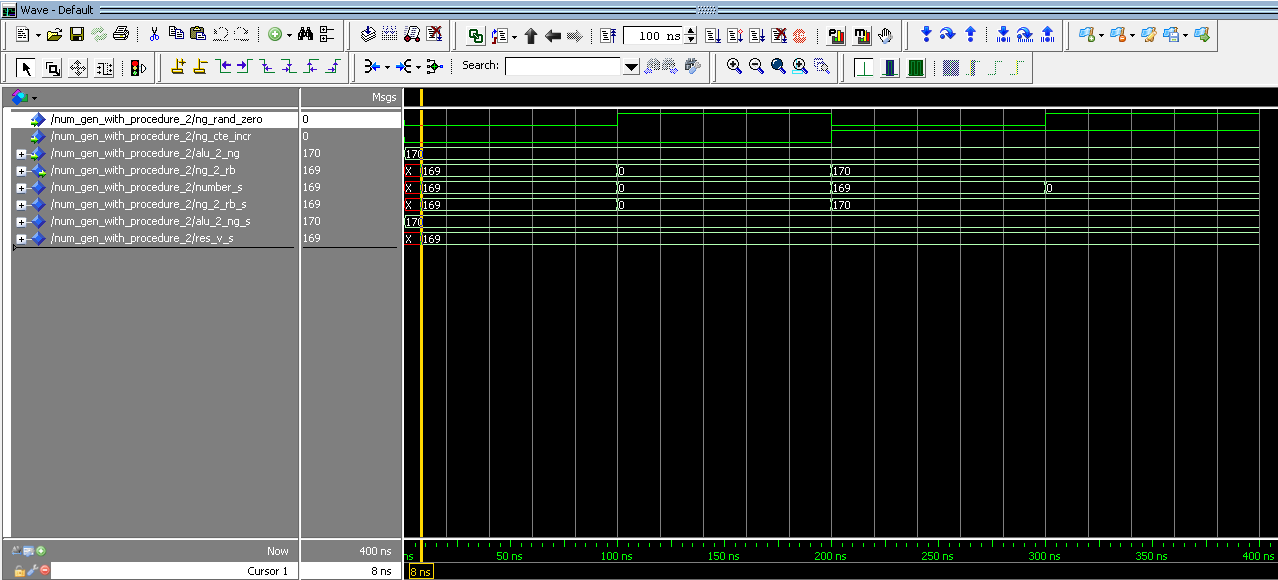 Wave - Default
100 ns
Search:
Msgs
/num_gen_with_procedure_2/ng_rand_zero 0
/num_gen_with_procedure_2/ng_cte_incr 0
/num_gen_with_procedure_2/alu_2_ng 170 170
/num_gen_with_procedure_2/ng_2_rb 169 X 169 0 170
/num_gen_with_procedure_2/number_s 169 X 169 0 169 0
/num_gen_with_procedure_2/ng_2_rb_s 169 X 169 0 170
/num_gen_with_procedure_2/alu_2_ng_s 170 170
/num_gen_with_procedure_2/res_v_s 169 X 169
Now 400 ns ns 50 ns 100 ns 150 ns 200 ns 250 ns 300 ns 350 ns 400 ns
Cursor 1 8 ns 8 ns